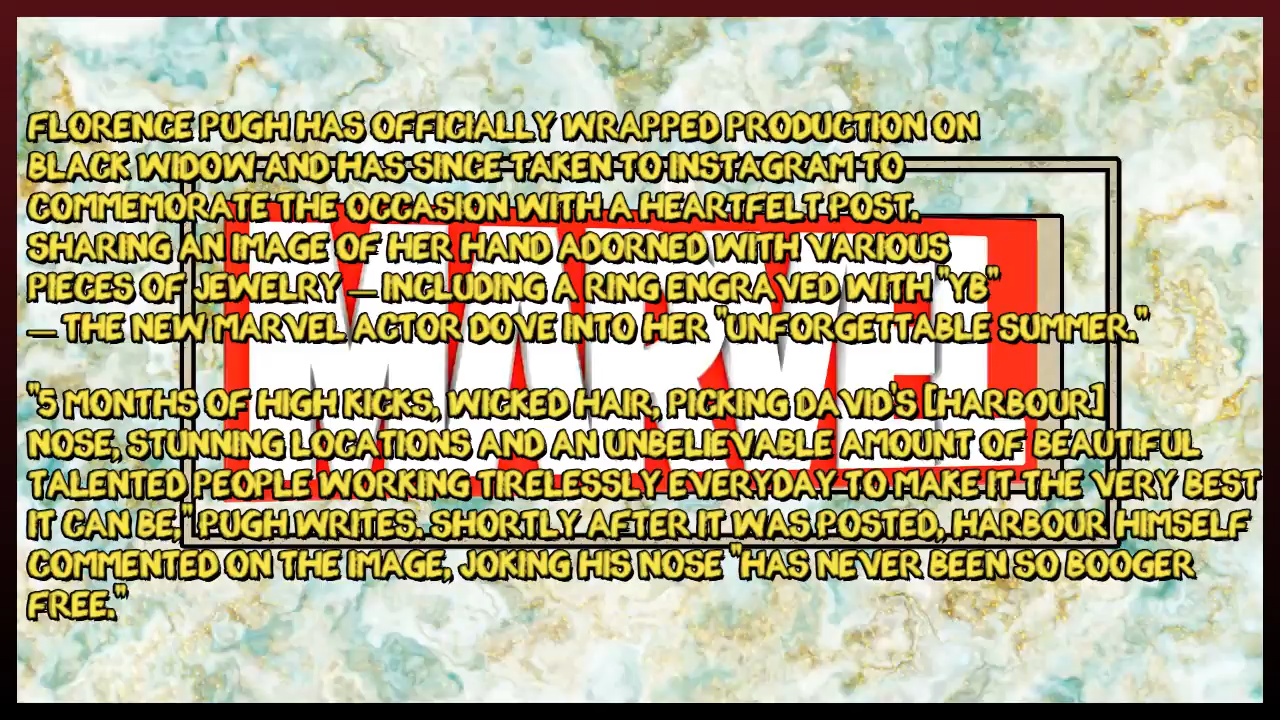 FLORENCE PUGH HAS OFFICIALLY WRAPPED PRODUCTION ON
BLACK WIDOW AND HAS SINCE TAKEN TO INSTAGRAM TO
COMMEMORATE THE OCCASION WITH A HEARTFELT POST.
SHARING AN IMAGE OF HER HAND ADORNED WITH VARIOUS
PIECES OF JEWELRY — INCLUDING A RING ENGRAVED WITH "YB"
— THE NEW MARVEL ACTOR DOVE INTO HER "UNFORGETTABLE SUMMER."
"5 MONTHS OF HIGH KICKS, WICKED HAIR, PICKING DAVID'S [HARBOUR]
NOSE, STUNNING LOCATIONS AND AN UNBELIEVABLE AMOUNT OF BEAUTIFUL
TALENTED PEOPLE WORKING TIRELESSLY EVERYDAY TO MAKE IT THE VERY BEST
IT CAN BE," PUGH WRITES. SHORTLY AFTER IT WAS POSTED, HARBOUR HIMSELF
COMMENTED ON THE IMAGE, JOKING HIS NOSE "HAS NEVER BEEN SO BOOGER
FREE."
MARVEL